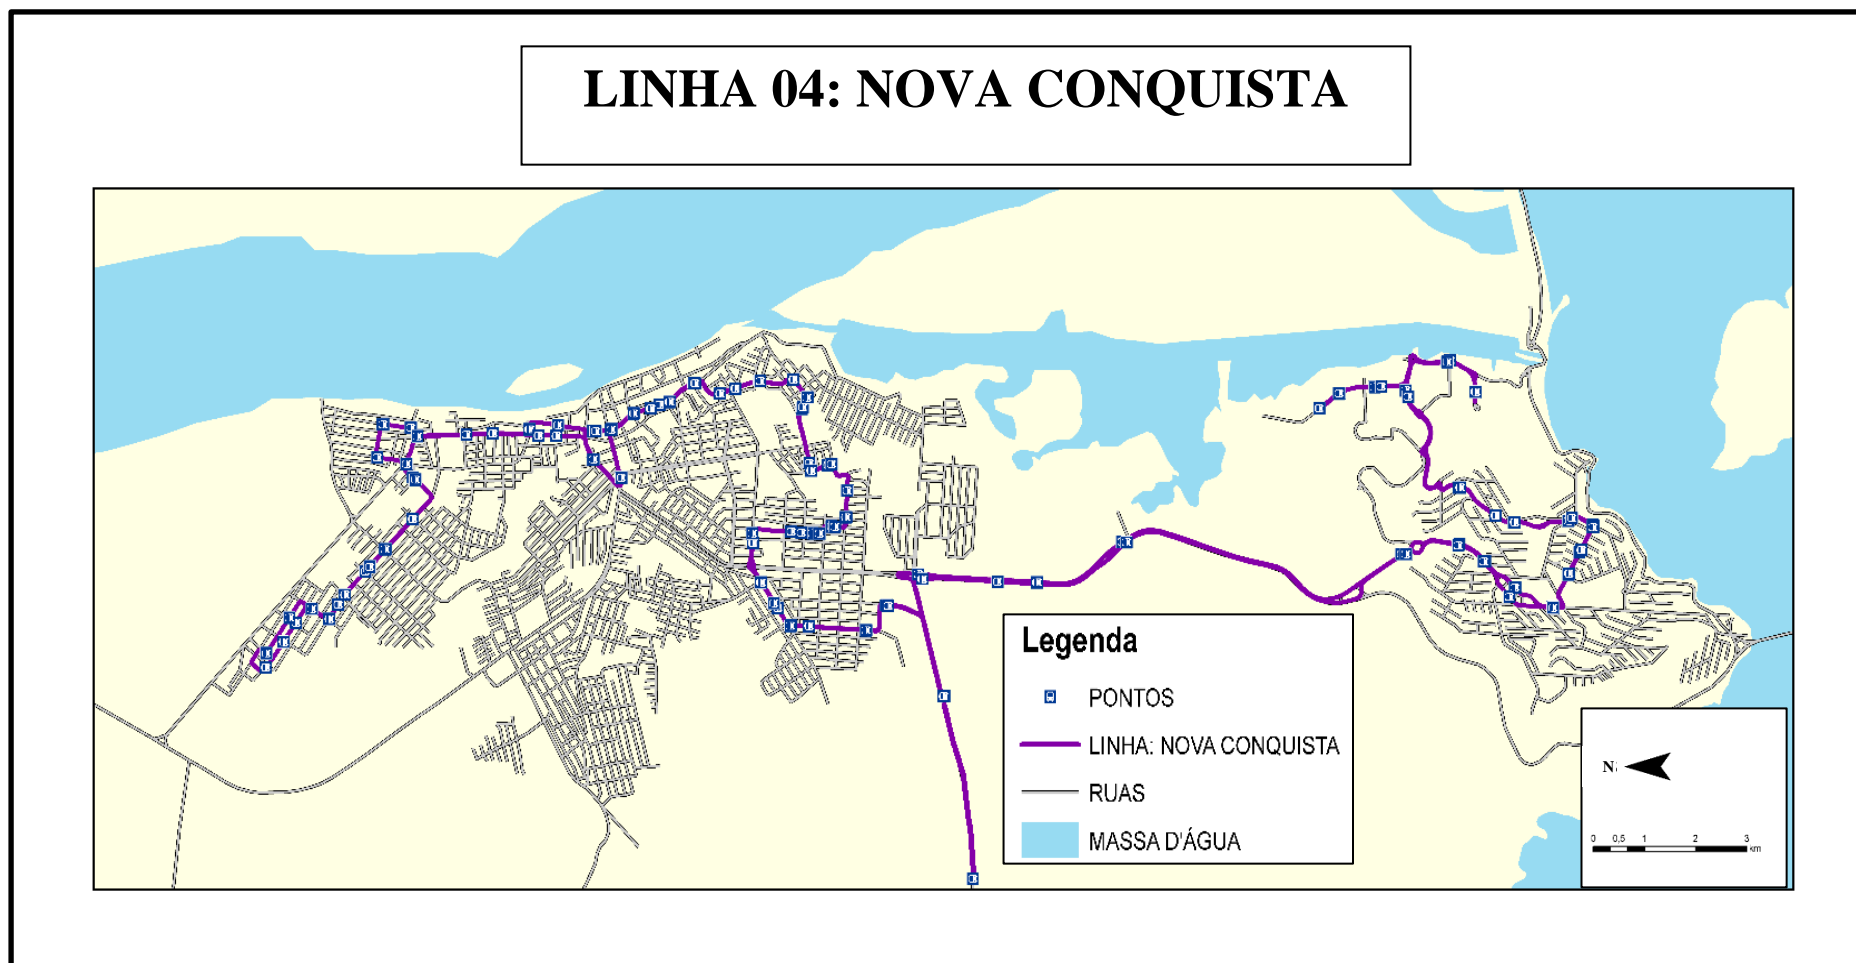 LINHA 04: NOVA CONQUISTA
Legenda
PONTOS
LINHA: NOVA CONQUISTA
RUAS
MASSA D'ÁGUA
N
0 0,5 1 2 3
km